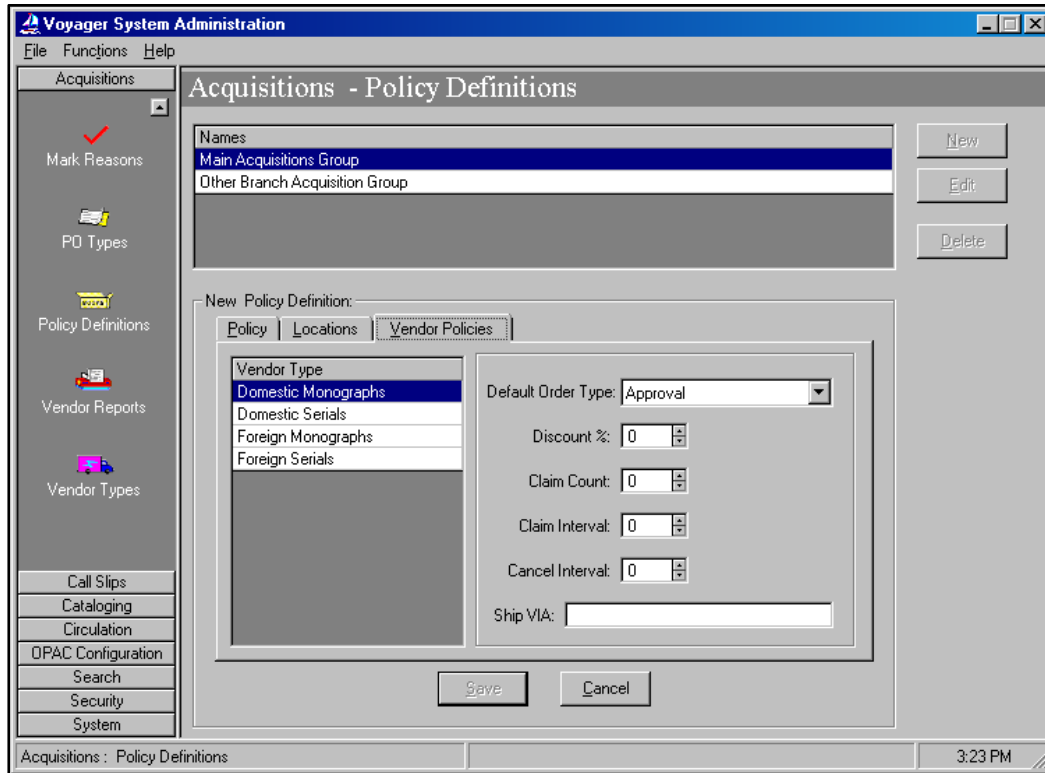 Voyager System Administration
File Functions Help
Acquisitions
Mark Reasons
PO Types
Policy Definitions
Vendor Reports
Vendor Types
Call Slips
Cataloging
Circulation
OPAC Configuration
Search
Security
System
Acquisitions - Policy Definitions
Names
Main Acquisitions Group
Other Branch Acquisition Group
New
Edit
Delete
New Policy Definition:
Policy Locations Vendor Policies
Vendor Type
Domestic Monographs
Domestic Serials
Foreign Monographs
Foreign Serials
Default Order Type: Approval
Discount %: 0
Claim Count: 0
Claim Interval: 0
Cancel Interval: 0
Ship VIA:
Save Cancel
Acquisitions : Policy Definitions 3:23 PM